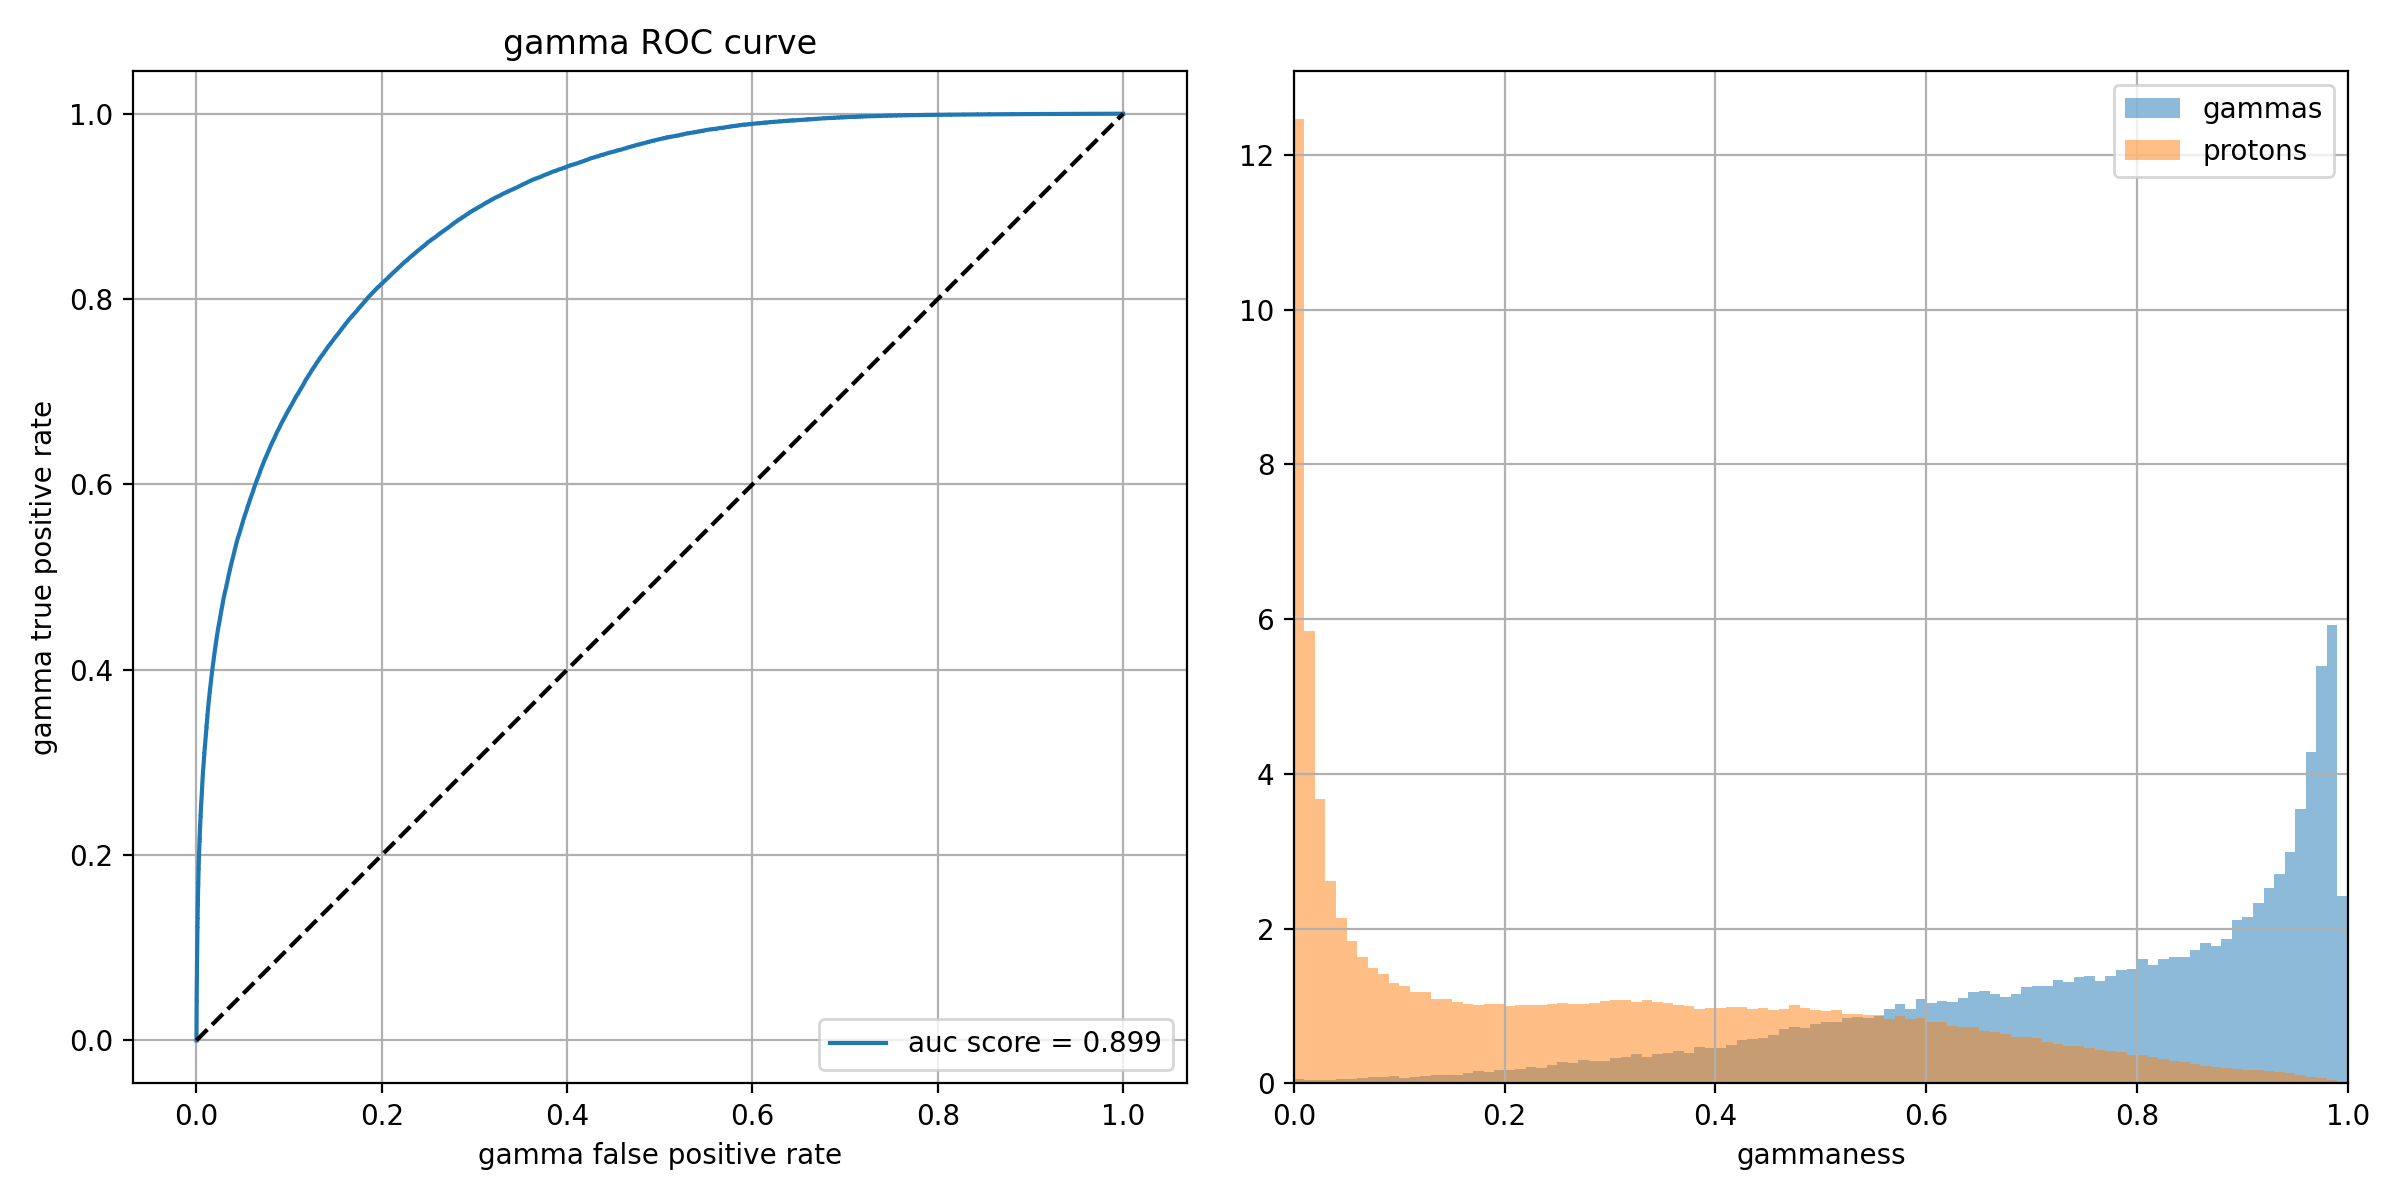 gamma ROC curve
gamma true positive rate
1.0
0.8
0.6
0.4
0.2
0.0
auc score = 0.899
0.0 0.2 0.4 0.6 0.8 1.0
gamma false positive rate
gammas
protons
12
10
8
6
4
2
0
0.0 0.2 0.4 0.6 0.8 1.0
gammaness